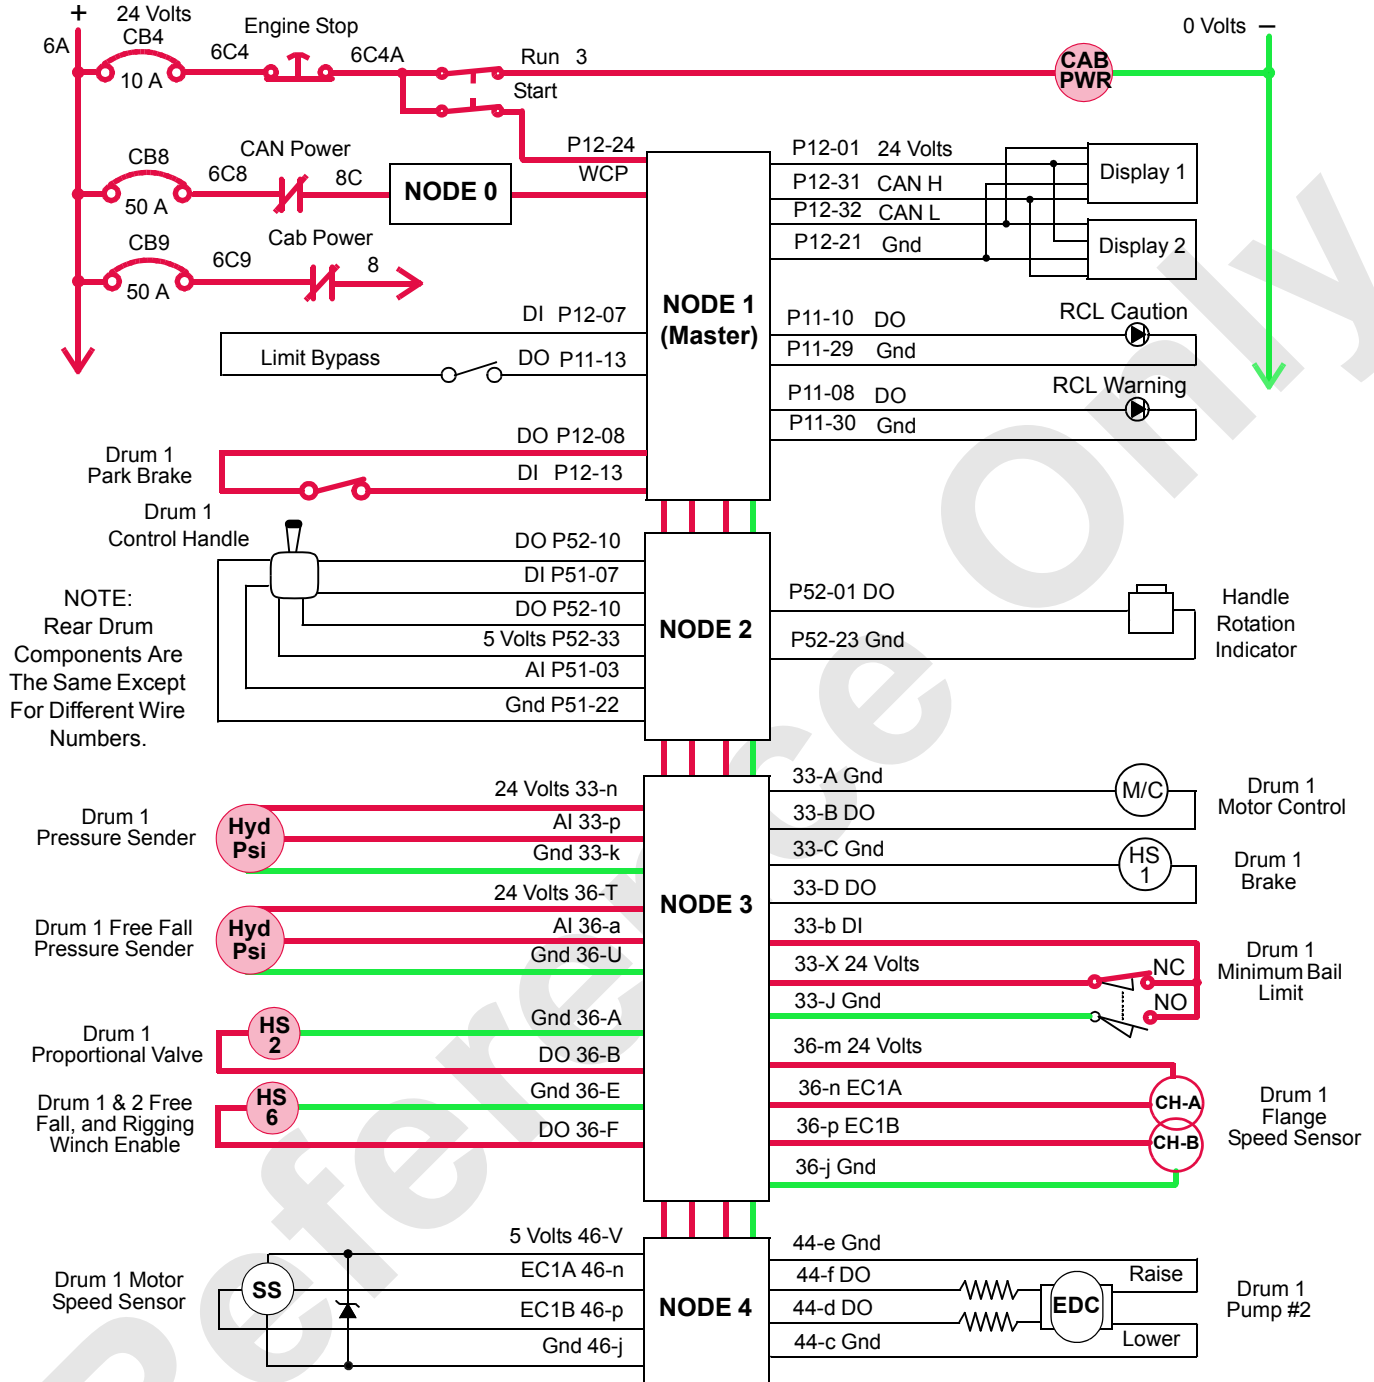 + 24 Volts 0 Volts −
CB4 Engine Stop
6A 6C4 6C4A Run 3 CAB
10 A PWR
Start
CB8 CAN Power P12-24 P12-01 24 Volts
6C8 8C WCP P12-31 CAN H Display 1
50 A NODE 0 P12-32 CAN L
CB9 Cab Power P12-21 Gnd Display 2
6C9 8
50 A
NODE 1
(Master)
DI P12-07 P11-10 DO RCL Caution
Limit Bypass DO P11-13 P11-29 Gnd
P11-08 DO RCL Warning
P11-30 Gnd
Drum 1
Park Brake
DO P12-08
DI P12-13
Drum 1
Control Handle
DO P52-10
DI P51-07
DO P52-10
5 Volts P52-33
AI P51-03
Gnd P51-22
NODE 2
P52-01 DO
P52-23 Gnd
Handle
Rotation
Indicator
NOTE:
Rear Drum
Components Are
The Same Except
For Different Wire
Numbers.
Drum 1
Pressure Sender
Hyd
Psi
24 Volts 33-n
AI 33-p
Gnd 33-k
Drum 1 Free Fall
Pressure Sender
Hyd
Psi
24 Volts 36-T
AI 36-a
Gnd 36-U
Drum 1
Proportional Valve
HS
2
Gnd 36-A
DO 36-B
Drum 1 & 2 Free
Fall, and Rigging
Winch Enable
HS
6
Gnd 36-E
DO 36-F
NODE 3
33-A Gnd
33-B DO
M/C
Drum 1
Motor Control
33-C Gnd
33-D DO
HS
1
Drum 1
Brake
33-b DI
33-X 24 Volts
33-J Gnd
NC
NO
Drum 1
Minimum Bail
Limit
36-m 24 Volts
36-n EC1A
36-p EC1B
36-j Gnd
CH-A
CH-B
Drum 1
Flange
Speed Sensor
Drum 1 Motor
Speed Sensor
SS
5 Volts 46-V
EC1A 46-n
EC1B 46-p
Gnd 46-j
NODE 4
44-e Gnd
44-f DO
44-d DO
44-c Gnd
EDC
Raise
Lower
Drum 1
Pump #2
Reference Only